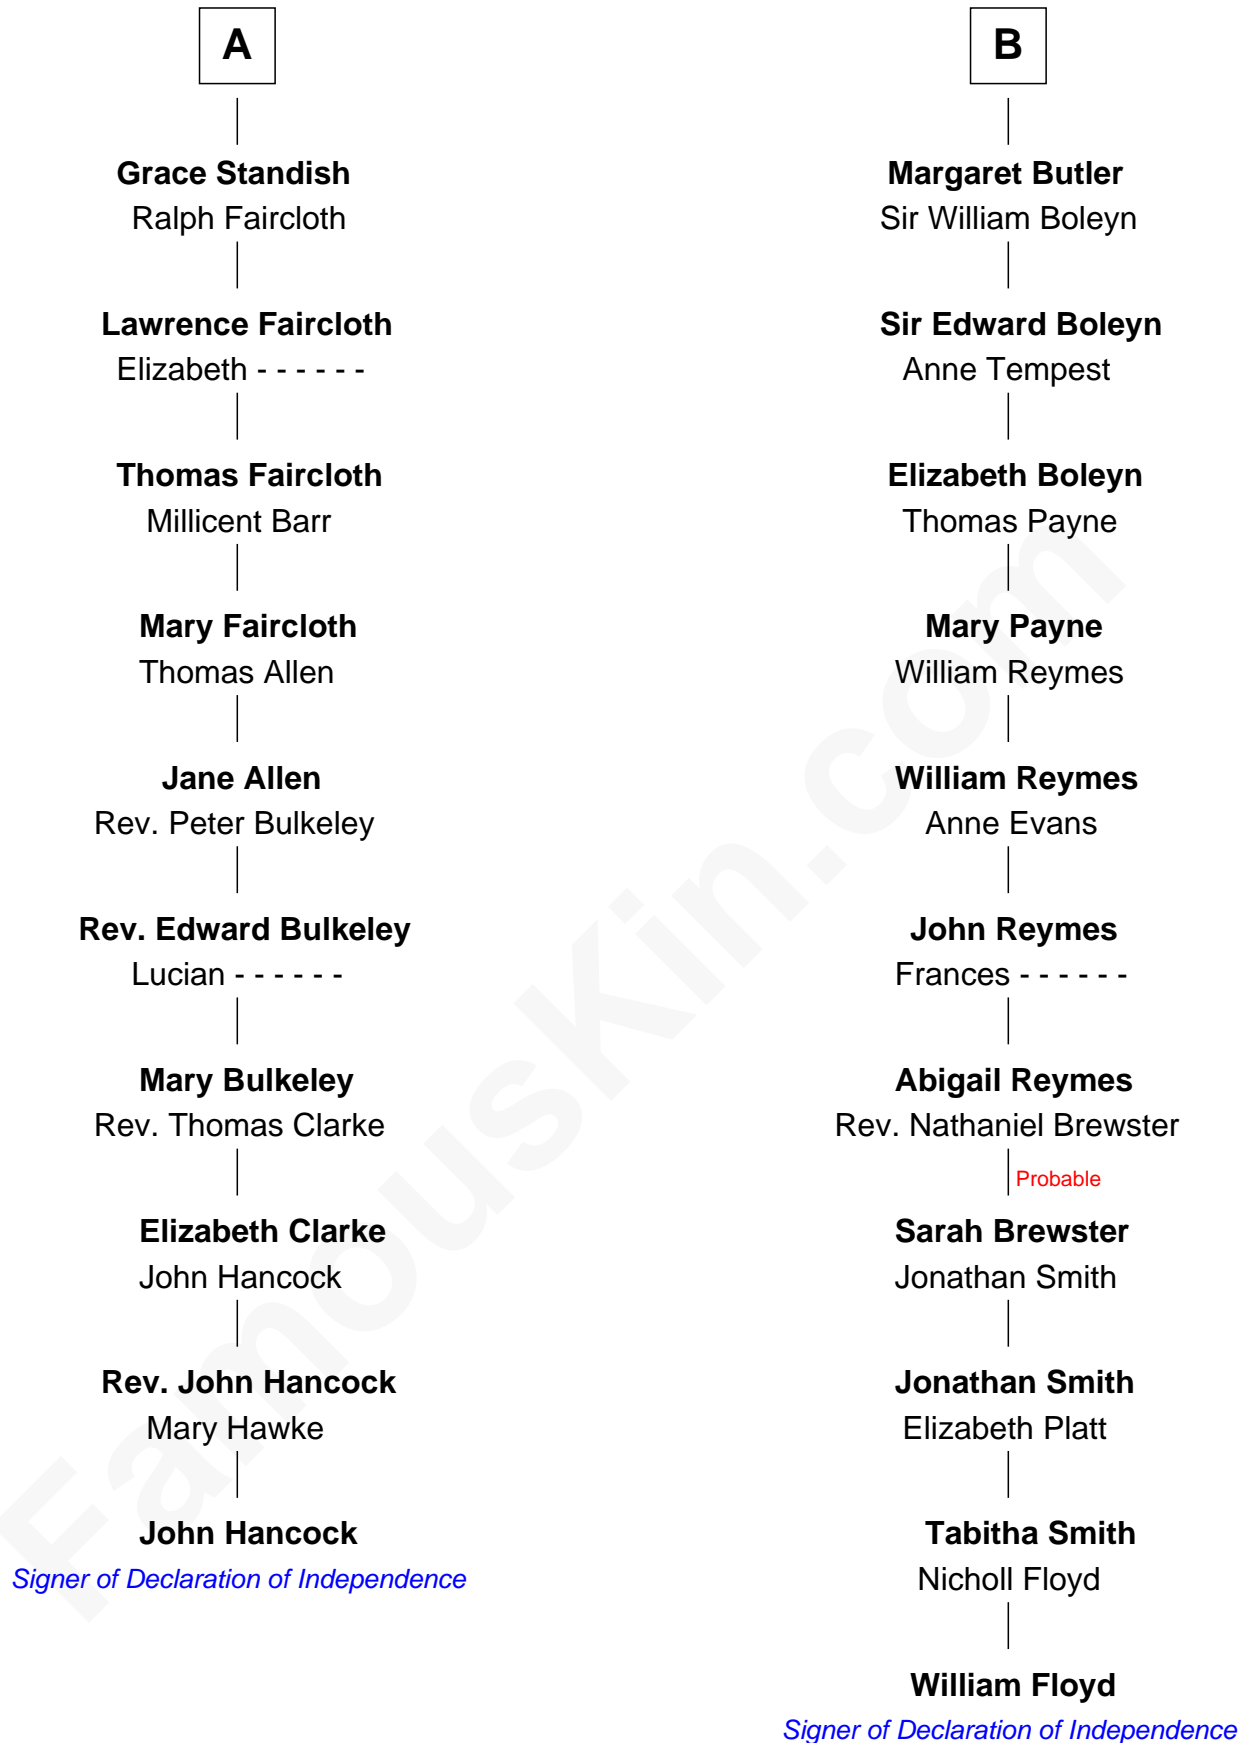 A
Grace Standish
Ralph Faircloth
Lawrence Faircloth
Elizabeth - - - - - -
Thomas Faircloth
Millicent Barr
Mary Faircloth
Thomas Allen
Jane Allen
Rev. Peter Bulkeley
Rev. Edward Bulkeley
Lucian - - - - - -
Mary Bulkeley
Rev. Thomas Clarke
Elizabeth Clarke
John Hancock
Rev. John Hancock
Mary Hawke
John Hancock
Signer of Declaration of Independence
B
Margaret Butler
Sir William Boleyn
Sir Edward Boleyn
Anne Tempest
Elizabeth Boleyn
Thomas Payne
Mary Payne
William Reymes
William Reymes
Anne Evans
John Reymes
Frances - - - - - -
Abigail Reymes
Rev. Nathaniel Brewster
Probable
Sarah Brewster
Jonathan Smith
Jonathan Smith
Elizabeth Platt
Tabitha Smith
Nicholl Floyd
William Floyd
Signer of Declaration of Independence
FamousKin.com